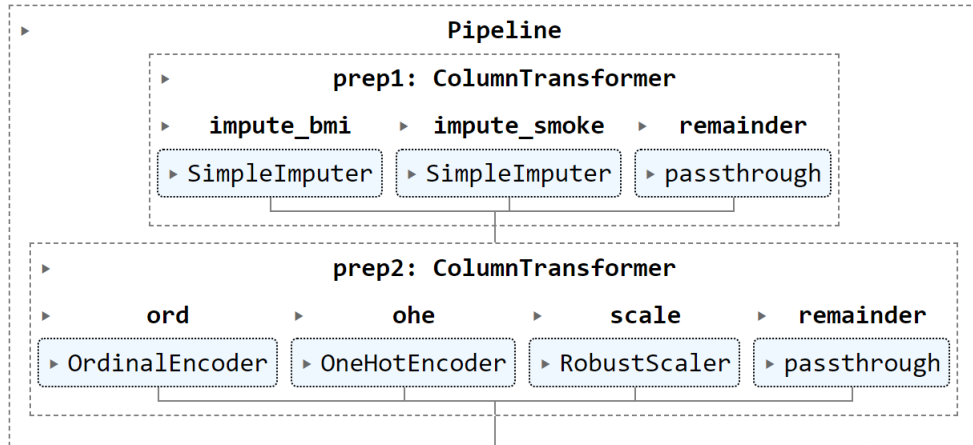 Pipeline
prep1: ColumnTransformer
impute_bmi impute_smoke remainder
SimpleImputer SimpleImputer passthrough
prep2: ColumnTransformer
ord ohe scale remainder
OrdinalEncoder OneHotEncoder RobustScaler passthrough